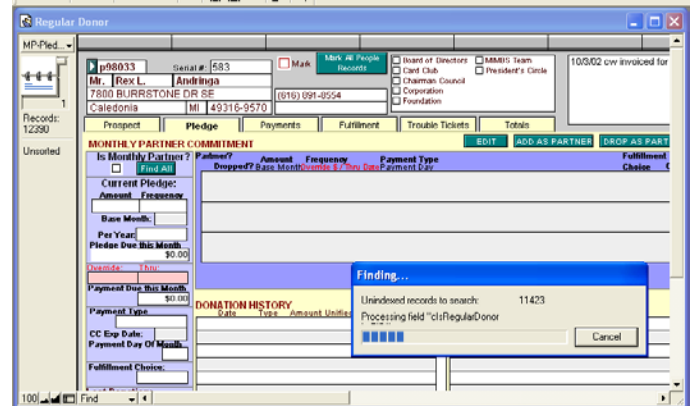 Regular Donor
MP-Pled...
p98033 Serial #: 583
Mark
Mark All People Records
Board of Directors
Card Club
Chairman Council
Corporation
Foundation
MIMBS Team
President's Circle
10/3/02 cw invoiced for
Mr. Rex L. Andringa
7800 BURRSTONE DR SE
(616) 891-8554
Caledonia MI 49316-9570
1
Records:
12390
Unsorted
Prospect Pledge Payments Fulfillment Trouble Tickets Totals
MONTHLY PARTNER COMMITMENT
EDIT ADD AS PARTNER DROP AS PART
Is Monthly Partner?
Find All
Partner?
Dropped?
Amount Frequency Payment Type
Base Month Override $ / Thru Date Payment Day
Fulfillment
Choice
Current Pledge:
Amount Frequency
Base Month:
Per Year:
Pledge Due this Month
$0.00
Override: Thru:
Payment Due this Month
$0.00
Payment Type
CC Exp Date:
Payment Day Of Month
Fulfillment Choice:
DONATION HISTORY
Date Type Amount Unified
Finding...
Unindexed records to search: 11423
Processing field "cIsRegularDonor
Cancel
100
Find